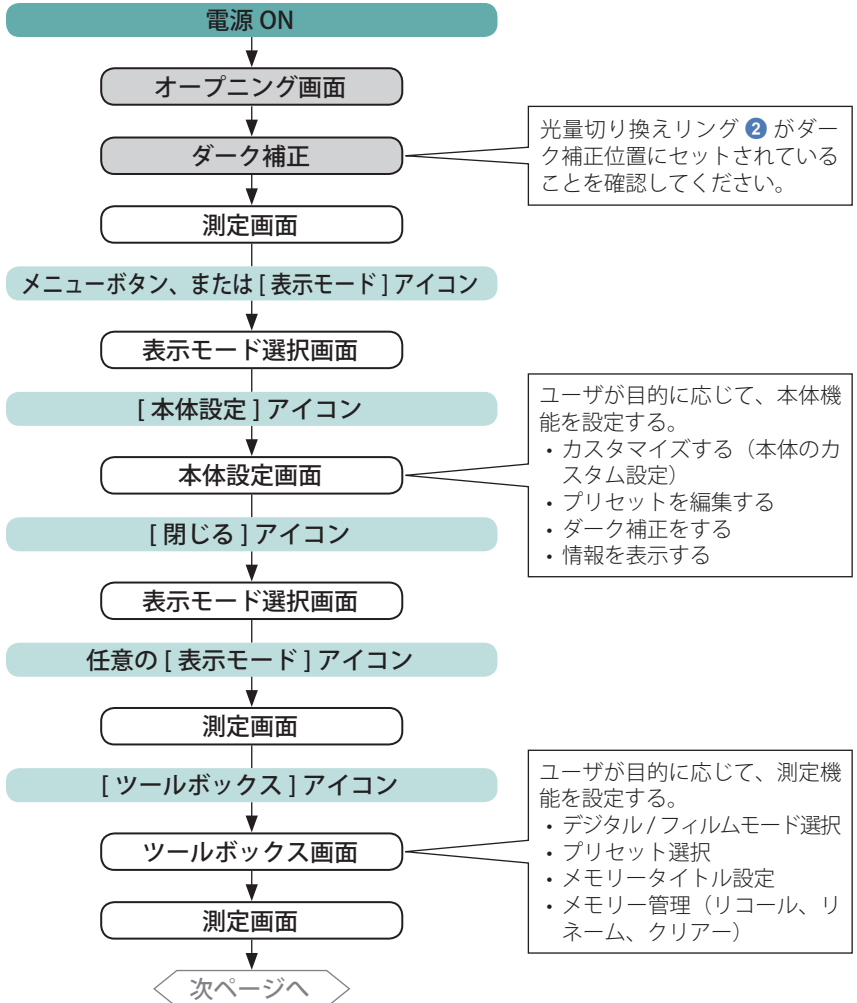 電源 ON
オープニング画面
ダーク補正
光量切り換えリング ❷ がダー
ク補正位置にセットされている
ことを確認してください。
測定画面
メニューボタン、または [ 表示モード ] アイコン
表示モード選択画面
[ 本体設定 ] アイコン
本体設定画面
ユーザが目的に応じて、本体機
能を設定する。
・カスタマイズする（本体のカ
スタム設定）
・プリセットを編集する
・ダーク補正をする
・情報を表示する
[ 閉じる ] アイコン
表示モード選択画面
任意の [ 表示モード ] アイコン
測定画面
[ ツールボックス ] アイコン
ツールボックス画面
ユーザが目的に応じて、測定機
能を設定する。
・デジタル / フィルムモード選択
・プリセット選択
・メモリータイトル設定
・メモリー管理（リコール、リ
ネーム、クリアー）
測定画面
次ページへ